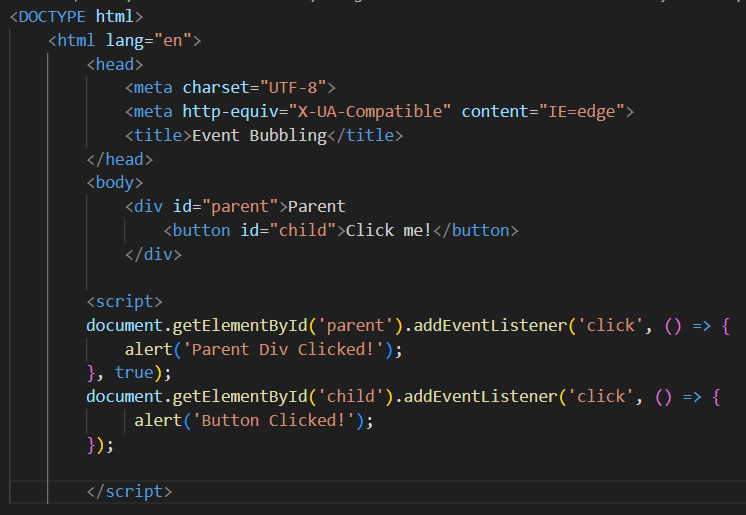 <DOCTYPE html>
<html lang="en">
<head>
<meta charset="UTF-8">
<meta http-equiv="X-UA-Compatible" content="IE=edge">
<title>Event Bubbling</title>
</head>
<body>
<div id="parent">Parent
<button id="child">Click me!</button>
</div>
<script>
document.getElementById('parent').addEventListener('click', () => {
alert('Parent Div Clicked!');
}, true);
document.getElementById('child').addEventListener('click', () => {
alert('Button Clicked!');
});
</script>